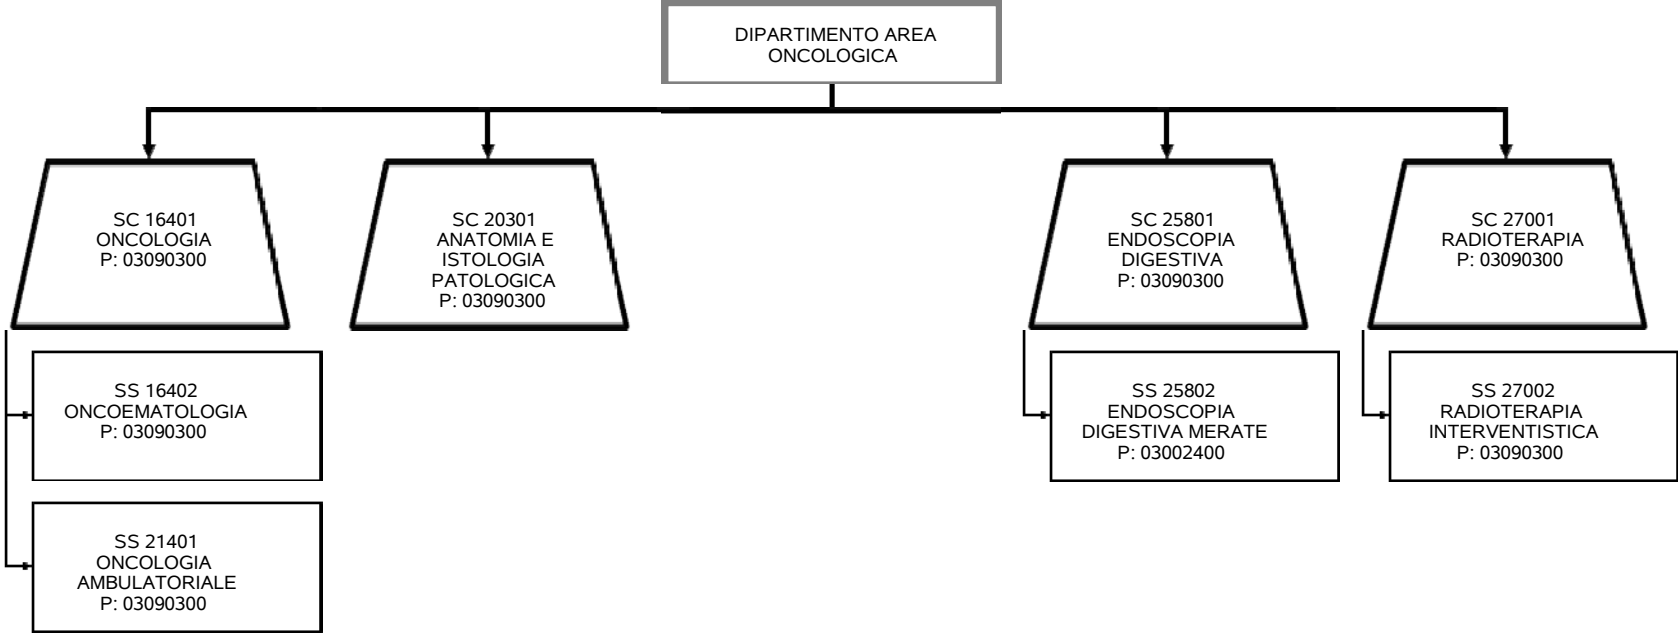 DIPARTIMENTO AREA
ONCOLOGICA
SC 16401
ONCOLOGIA
P: 03090300
SC 20301
ANATOMIA E
ISTOLOGIA
PATOLOGICA
P: 03090300
SC 25801
ENDOSCOPIA
DIGESTIVA
P: 03090300
SC 27001
RADIOTERAPIA
P: 03090300
SS 16402
ONCOEMATOLOGIA
P: 03090300
SS 25802
ENDOSCOPIA
DIGESTIVA MERATE
P: 03002400
SS 27002
RADIOTERAPIA
INTERVENTISTICA
P: 03090300
SS 21401
ONCOLOGIA
AMBULATORIALE
P: 03090300